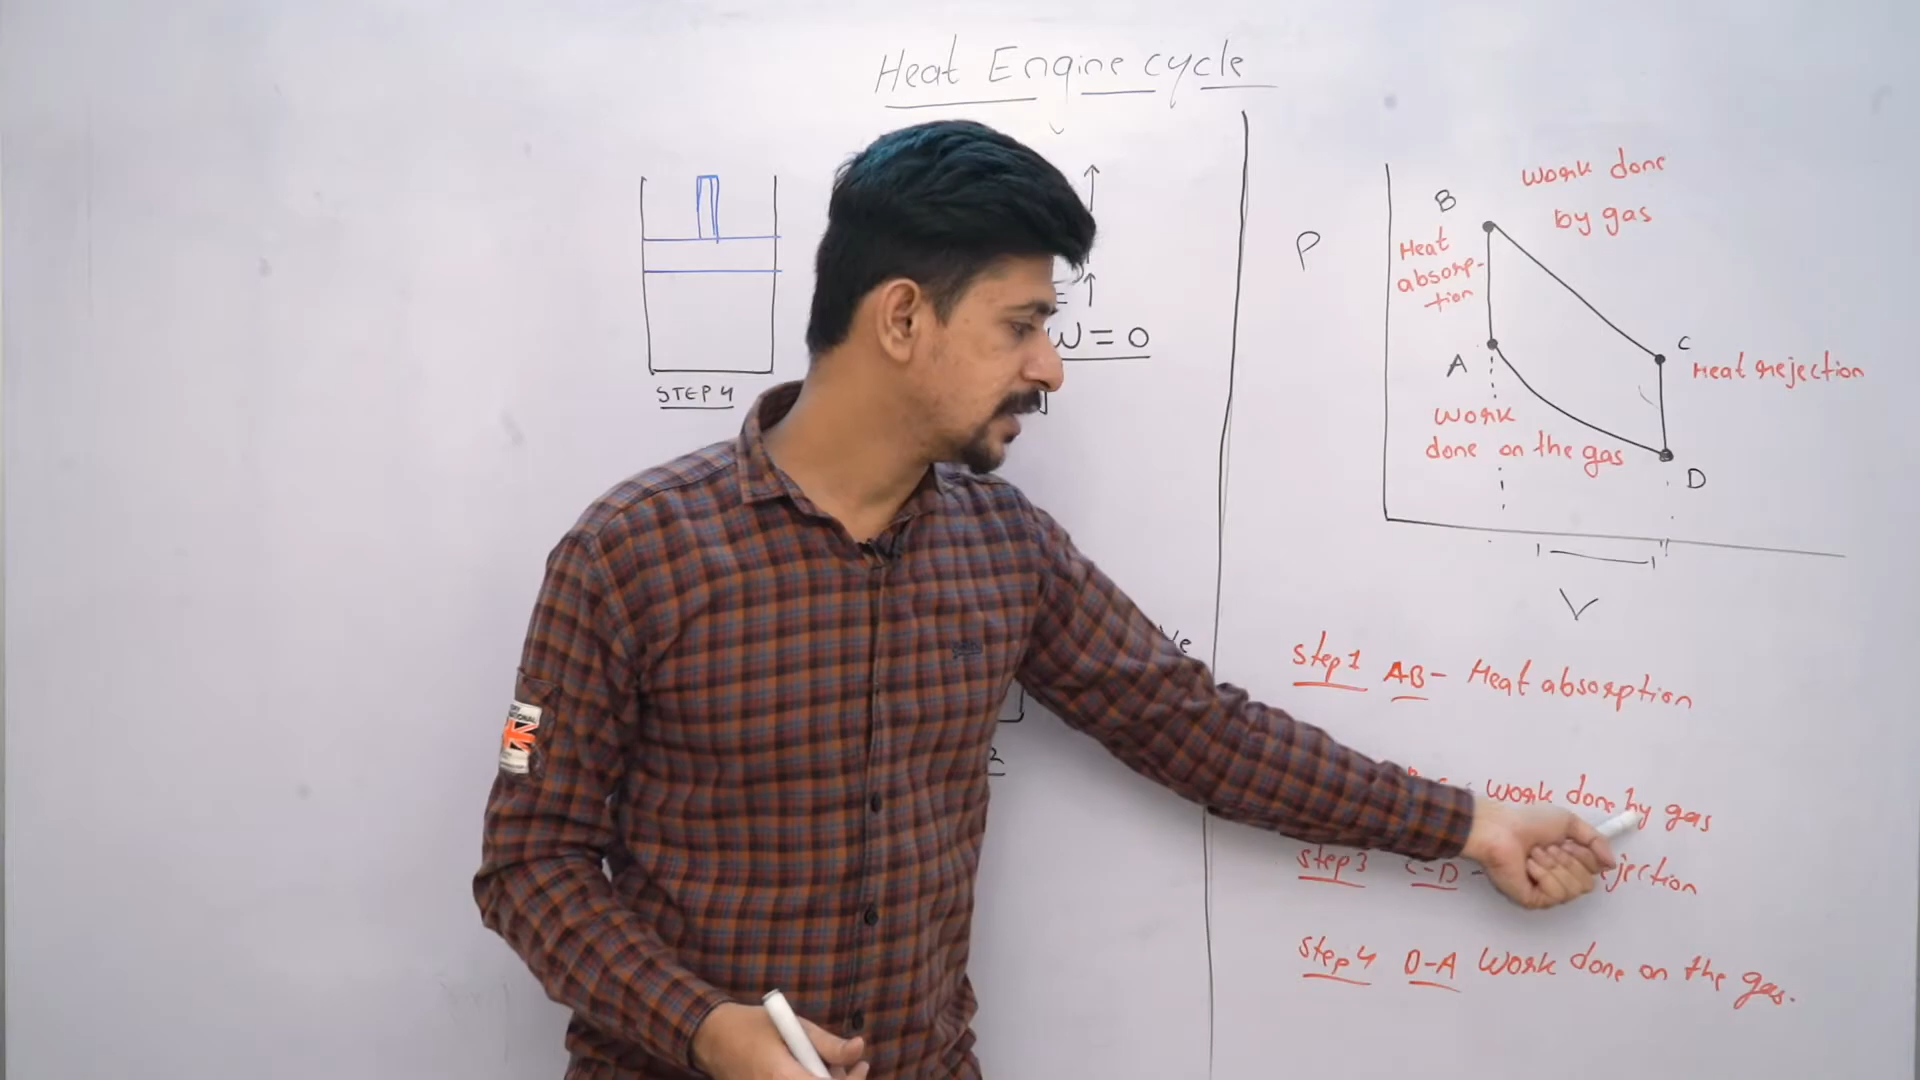 Heat Engine cycle
STEP 4
W = 0
2
P
B
Work done
by gas
Heat
absorp-
tion
A
C
Heat rejection
Work
done on the gas
D
V
Step 1 AB- Heat absorption
Work done by gas
Step 3 C-D -
Step 4 D-A Work done on the gas.